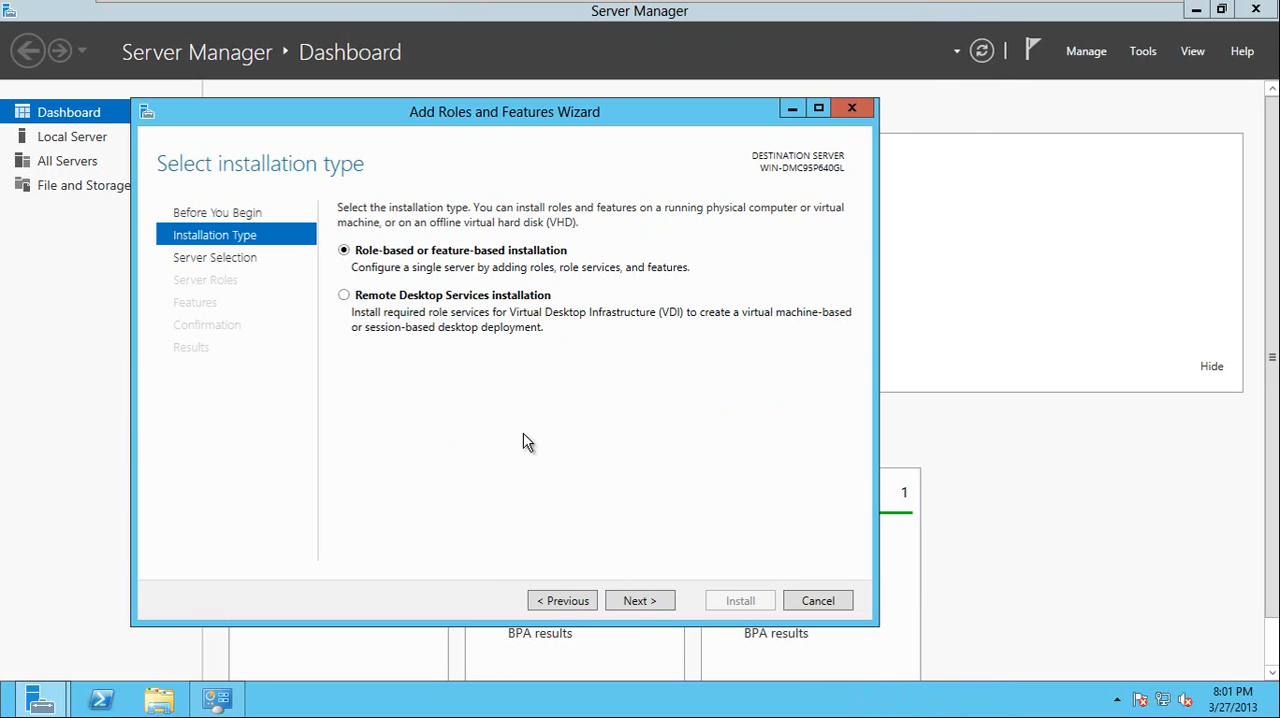 Server Manager
Server Manager • Dashboard
Manage
Tools
View
Help
Dashboard
Local Server
All Servers
File and Storage
Add Roles and Features Wizard
Select installation type
DESTINATION SERVER
WIN-DMC95P640GL
Before You Begin
Installation Type
Server Selection
Server Roles
Features
Confirmation
Results
Select the installation type. You can install roles and features on a running physical computer or virtual
machine, or on an offline virtual hard disk (VHD).
Role-based or feature-based installation
Configure a single server by adding roles, role services, and features.
Remote Desktop Services installation
Install required role services for Virtual Desktop Infrastructure (VDI) to create a virtual machine-based
or session-based desktop deployment.
< Previous
Next >
Install
Cancel
Hide
1
BPA results
BPA results
8:01 PM
3/27/2013